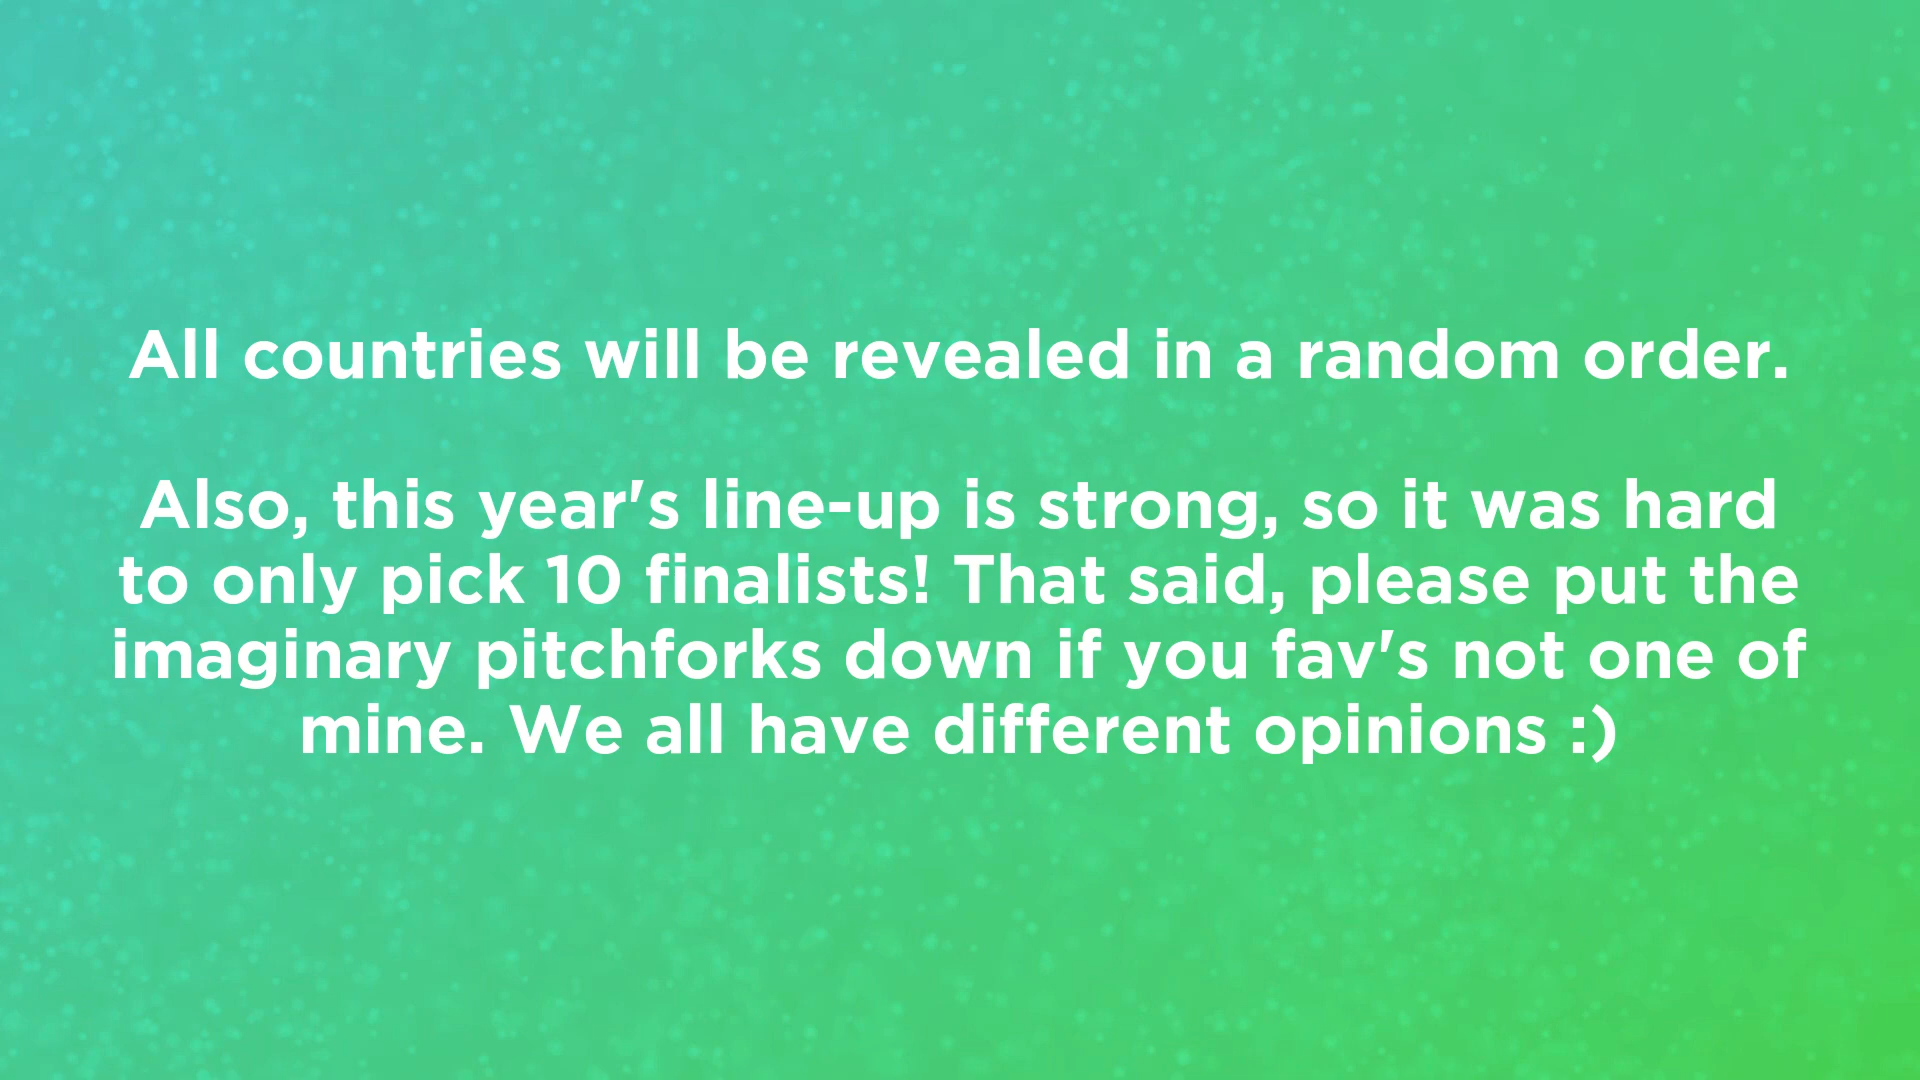 All countries will be revealed in a random order.
Also, this year's line-up is strong, so it was hard
to only pick 10 finalists! That said, please put the
imaginary pitchforks down if you fav's not one of
mine. We all have different opinions :)